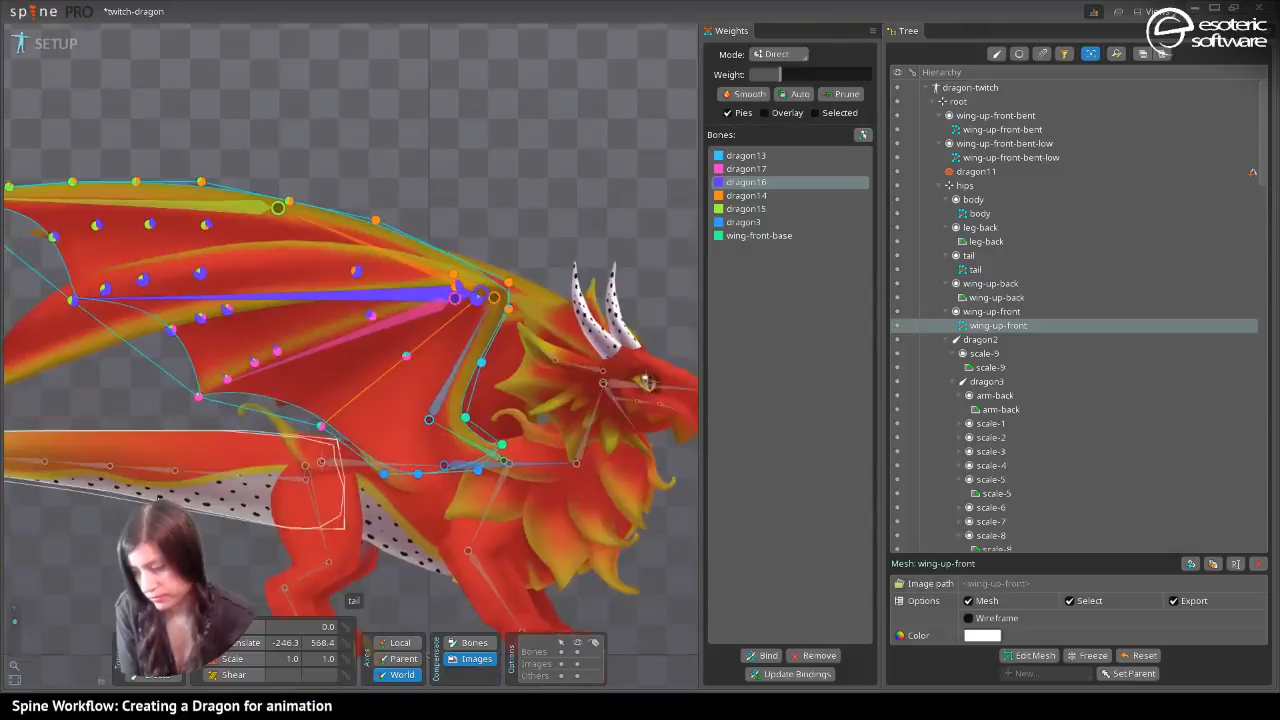 spine PRO
*twitch-dragon
Views
esoteric
software
SETUP
Weights
Mode:
Direct
Weight:
Smooth
Auto
Prune
Pies
Overlay
Selected
Bones:
dragon13
dragon17
dragon16
dragon14
dragon15
dragon3
wing-front-base
Bind
Remove
Update Bindings
Tree
Hierarchy
dragon-twitch
root
wing-up-front-bent
wing-up-front-bent
wing-up-front-bent-low
wing-up-front-bent-low
dragon11
hips
body
body
leg-back
leg-back
tail
tail
wing-up-back
wing-up-back
wing-up-front
wing-up-front
dragon2
scale-9
scale-9
dragon3
arm-back
arm-back
scale-1
scale-2
scale-3
scale-4
scale-5
scale-5
scale-6
scale-7
scale-8
scale-8
Mesh: wing-up-front
Image path
<wing-up-front>
Options
Mesh
Select
Export
Wireframe
Color
Edit Mesh
Freeze
Reset
New...
Set Parent
tail
0.0
-246.3
568.4
Scale
1.0
1.0
Shear
Axes
Local
Parent
World
Compensate
Bones
Images
Options
Bones
Images
Others
Spine Workflow: Creating a Dragon for animation